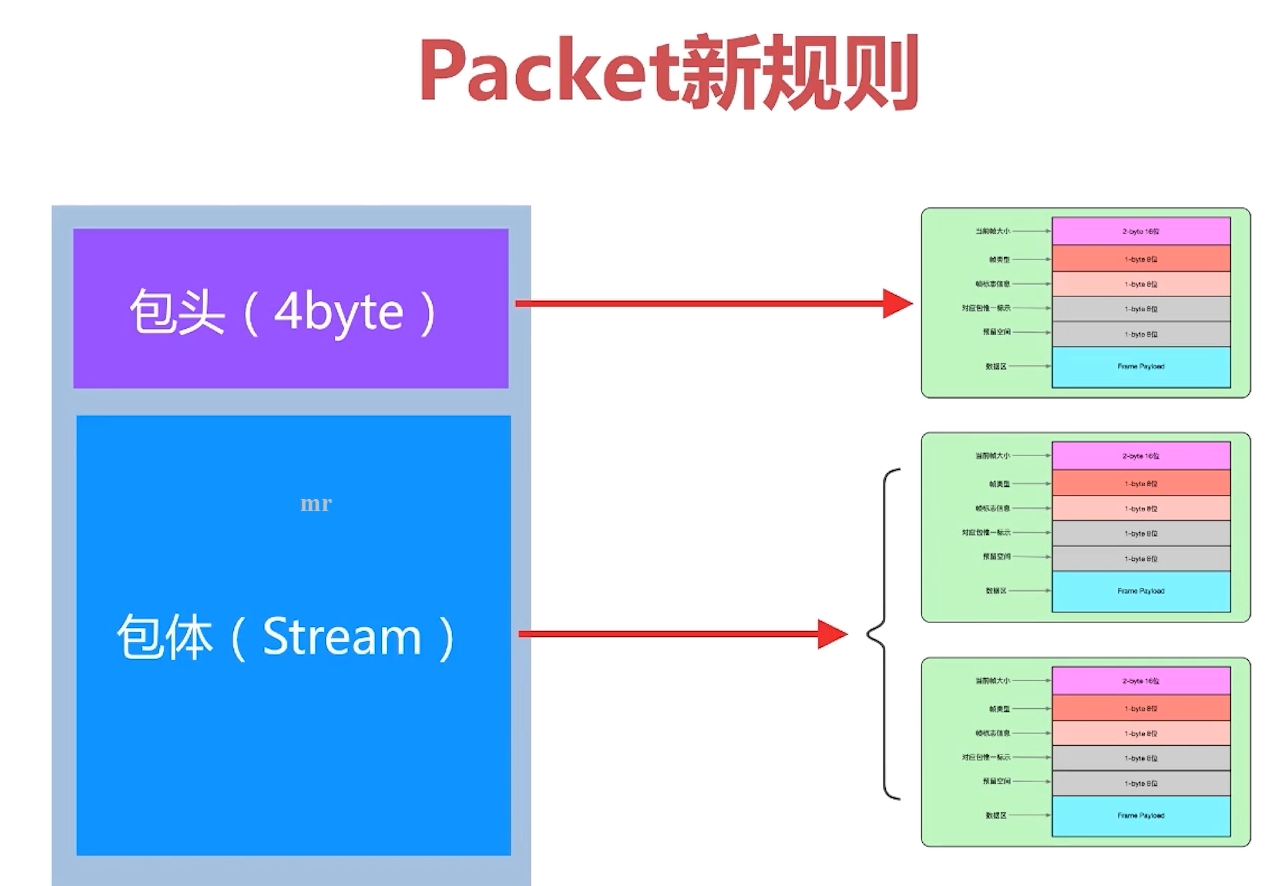 Packet新规则
包头（4byte）
mr
包体（Stream）
当前帧大小
2-byte 16位
帧类型
1-byte 8位
帧标志信息
1-byte 8位
对应包惟一标示
1-byte 8位
预留空间
1-byte 8位
数据区
Frame Payload
当前帧大小
2-byte 16位
帧类型
1-byte 8位
帧标志信息
1-byte 8位
对应包惟一标示
1-byte 8位
预留空间
1-byte 8位
数据区
Frame Payload
当前帧大小
2-byte 16位
帧类型
1-byte 8位
帧标志信息
1-byte 8位
对应包惟一标示
1-byte 8位
预留空间
1-byte 8位
数据区
Frame Payload